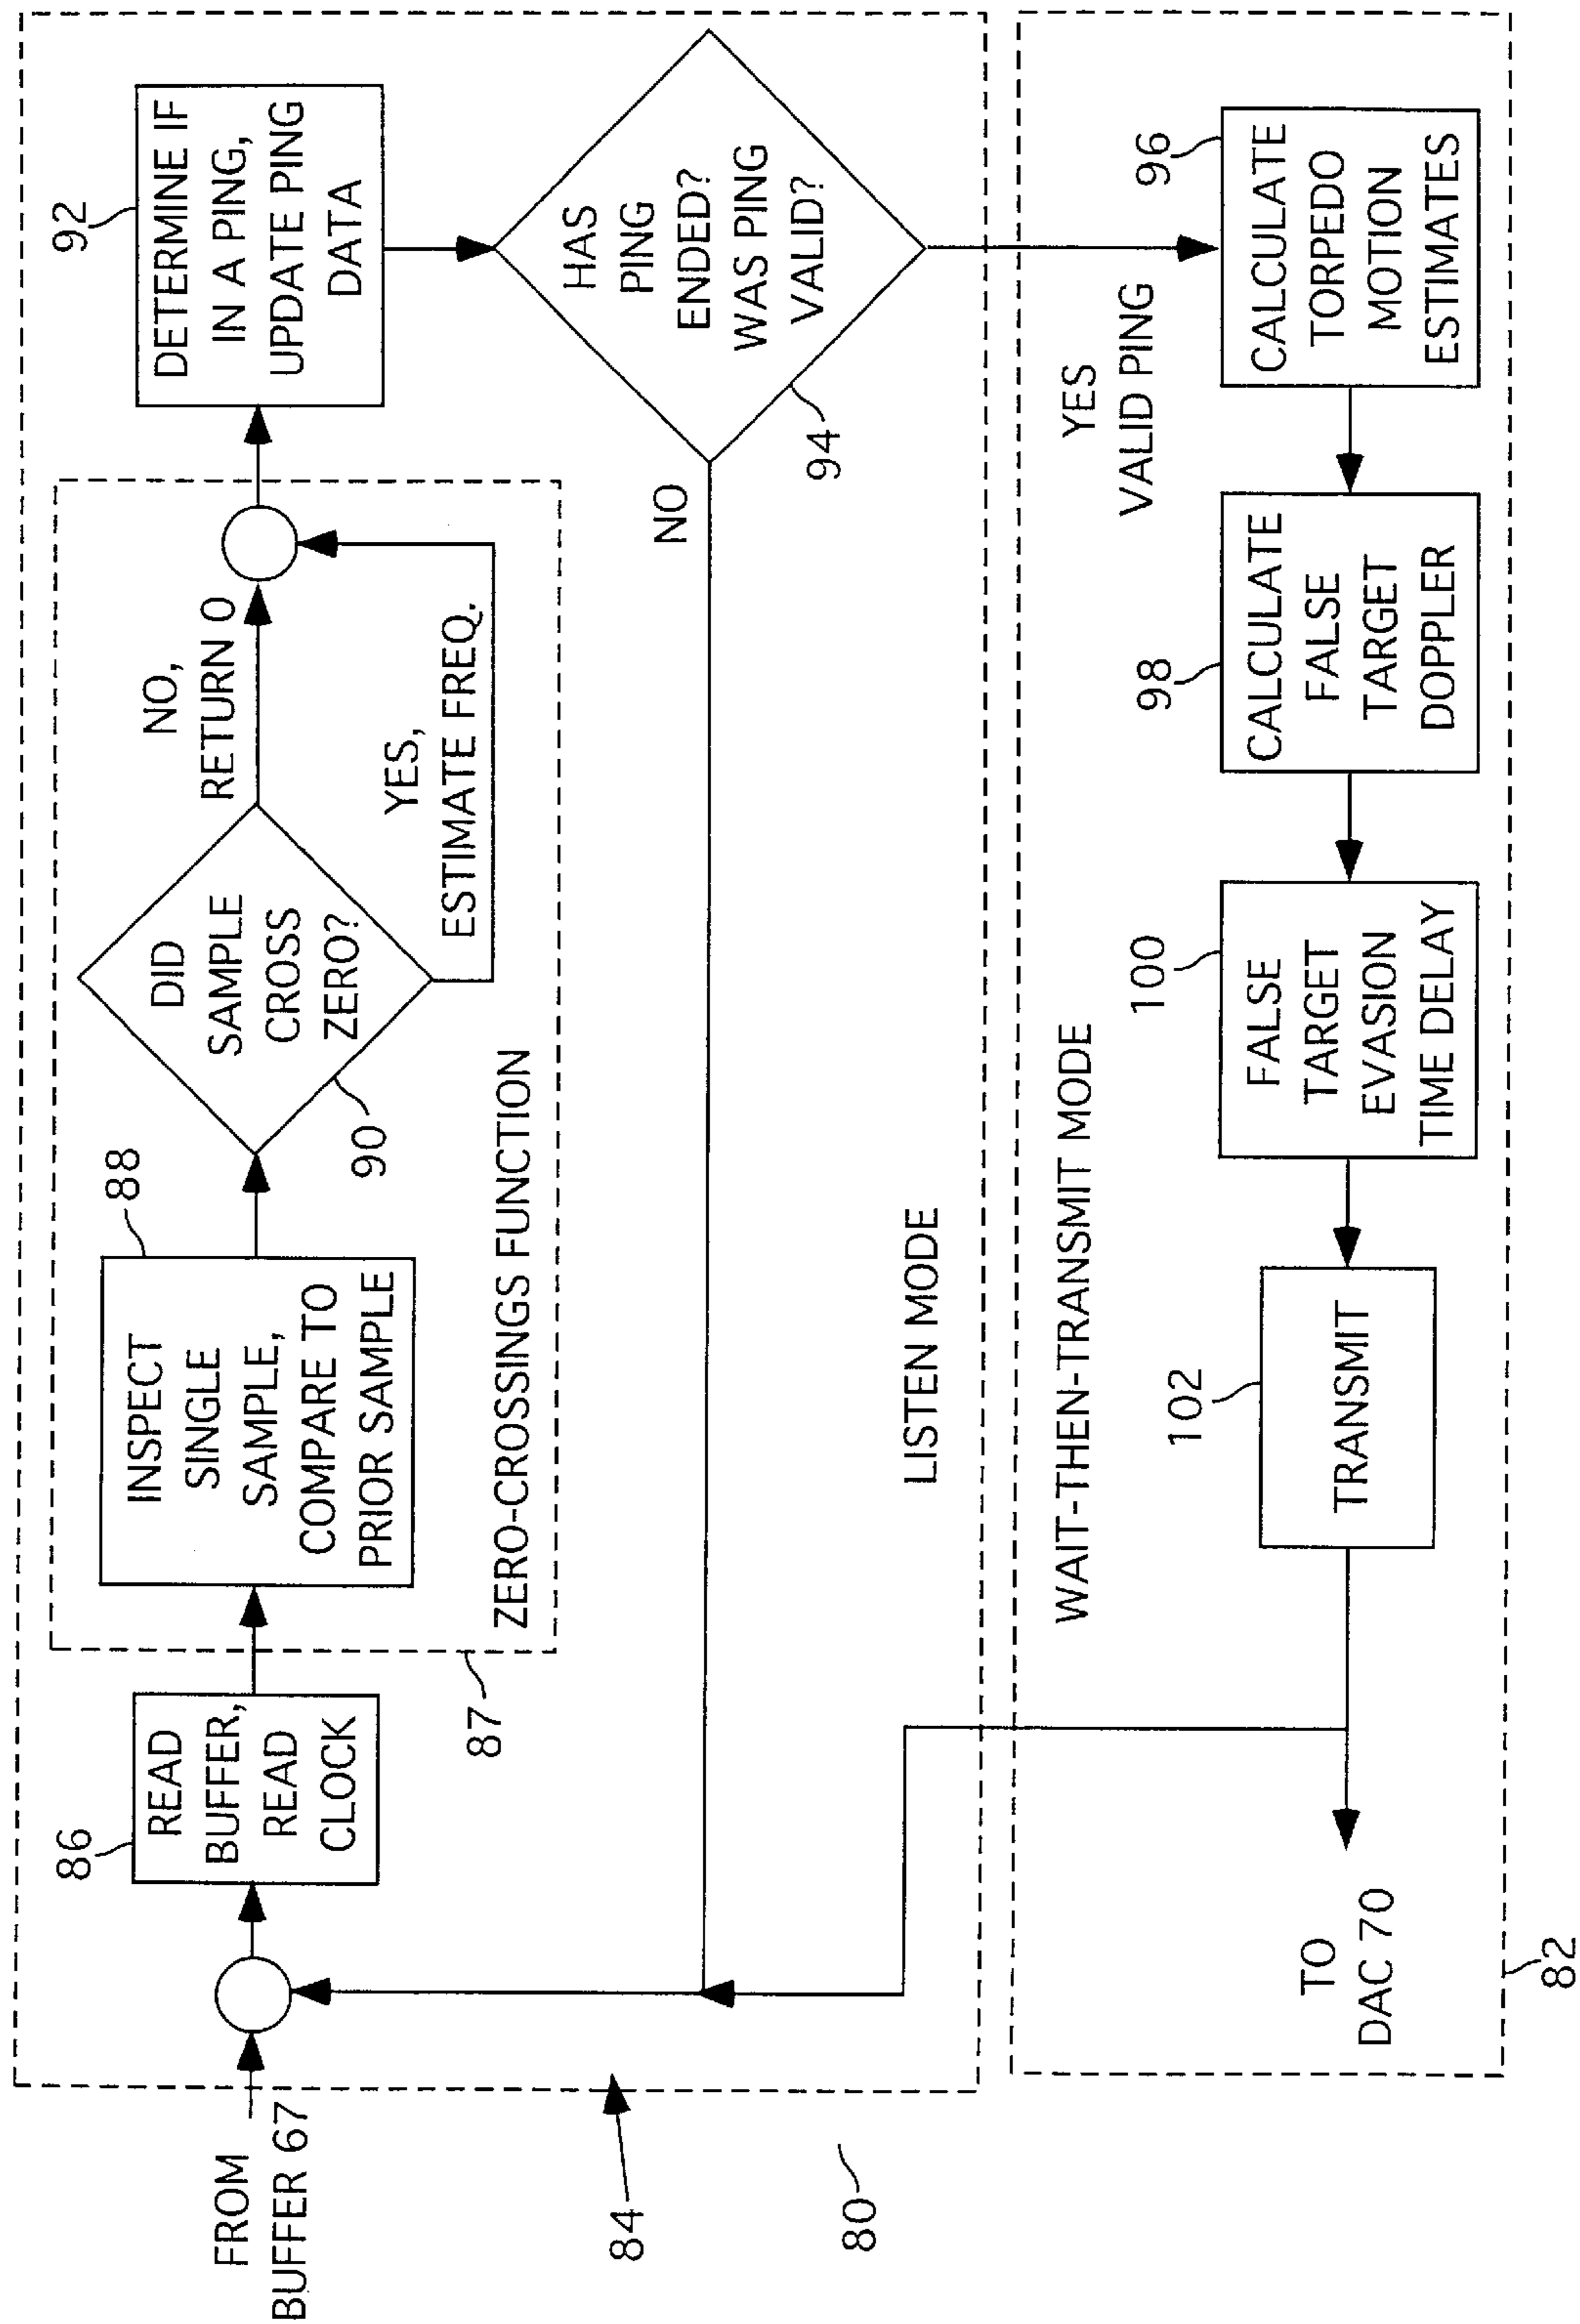 FROM
BUFFER 67
86
READ
BUFFER,
READ
CLOCK
88
INSPECT
SINGLE
SAMPLE,
COMPARE TO
PRIOR SAMPLE
DID
SAMPLE
CROSS
ZERO?
90
NO,
RETURN 0
YES,
ESTIMATE FREQ.
87
ZERO-CROSSINGS FUNCTION
92
DETERMINE IF
IN A PING,
UPDATE PING
DATA
HAS
PING
ENDED?
WAS PING
VALID?
94
NO
LISTEN MODE
84
80
YES
VALID PING
WAIT-THEN-TRANSMIT MODE
96
CALCULATE
TORPEDO
MOTION
ESTIMATES
98
CALCULATE
FALSE
TARGET
DOPPLER
100
FALSE
TARGET
EVASION
TIME DELAY
102
TRANSMIT
TO
DAC 70
82